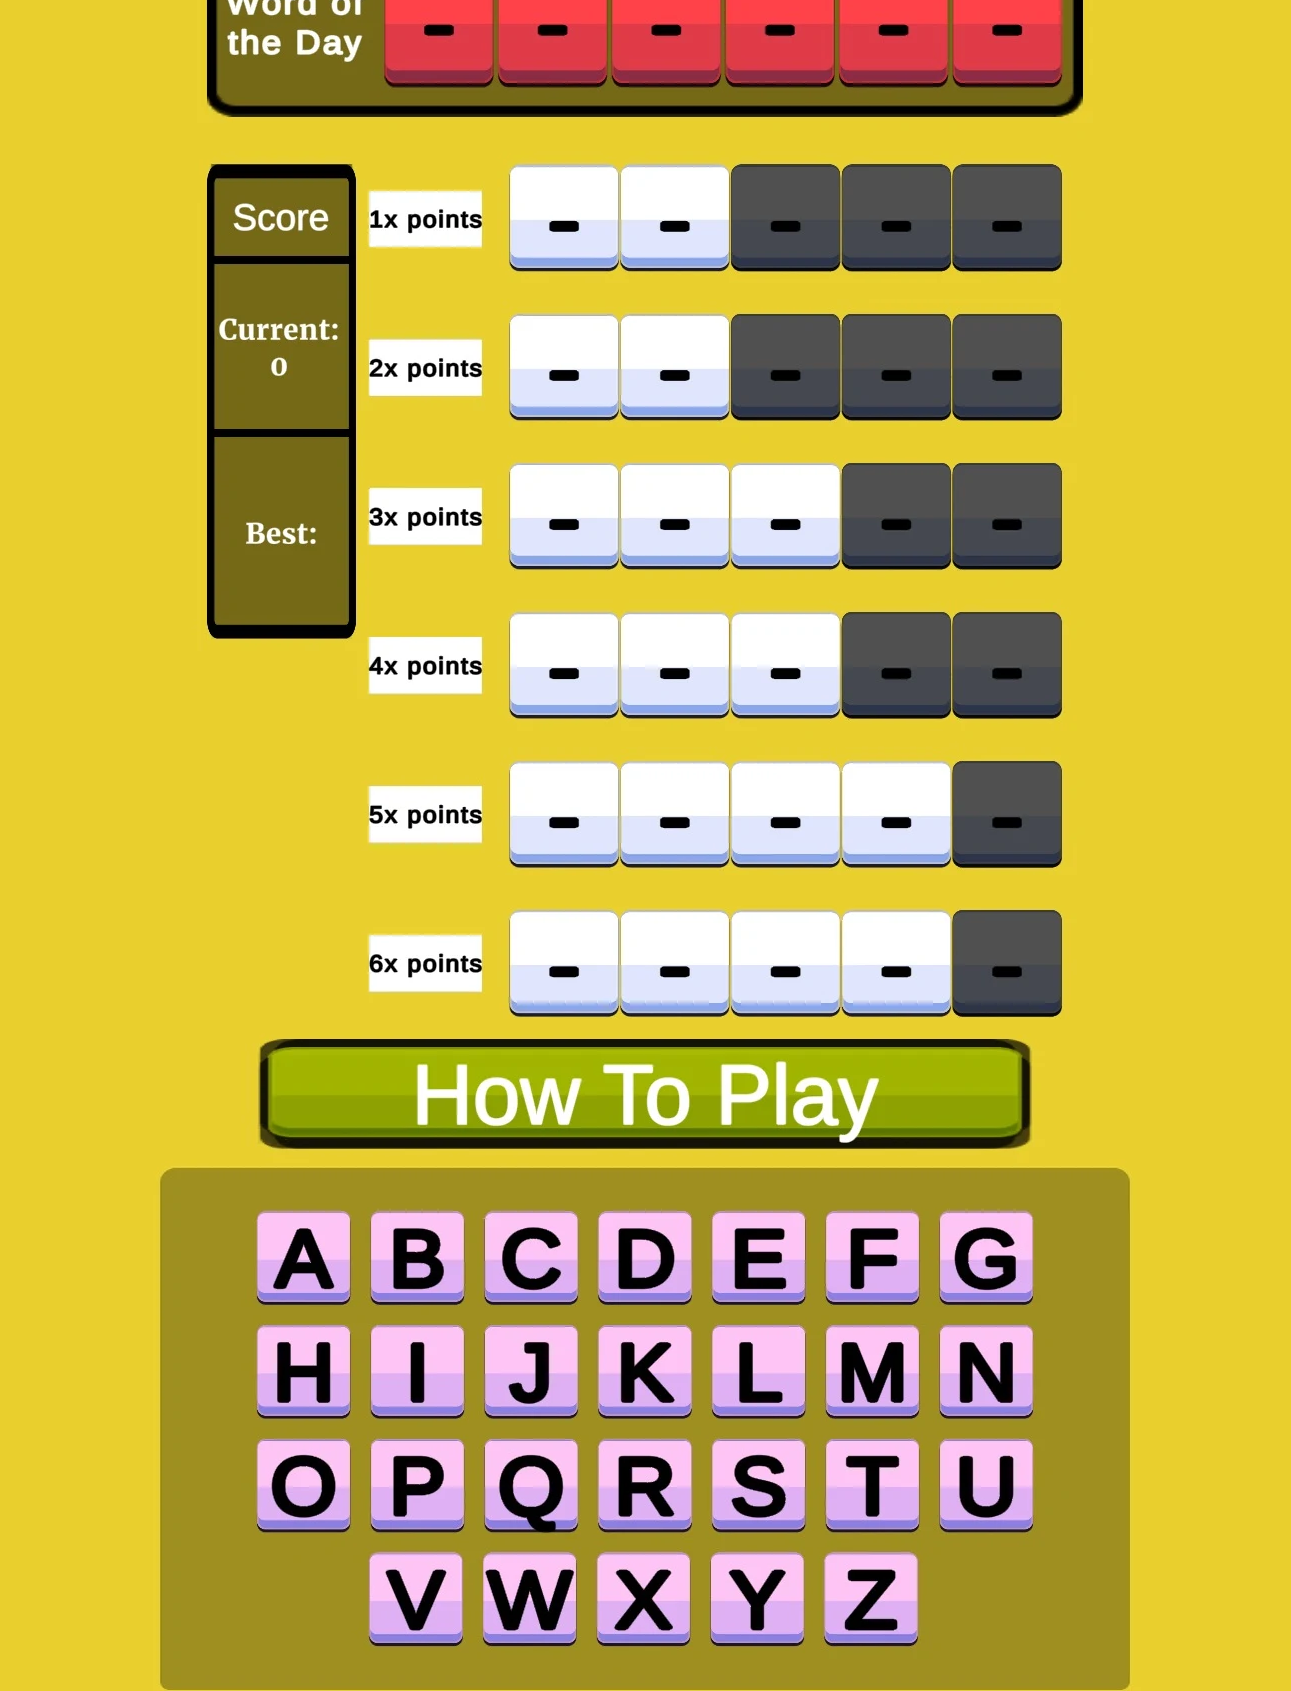 Word of
the Day
- - - - - -
Score
Current:
0
Best:
1x points
- - - - -
2x points
- - - - -
3x points
- - - - -
4x points
- - - - -
5x points
- - - - -
6x points
- - - - -
How To Play
A B C D E F G
H I J K L M N
O P Q R S T U
V W X Y Z